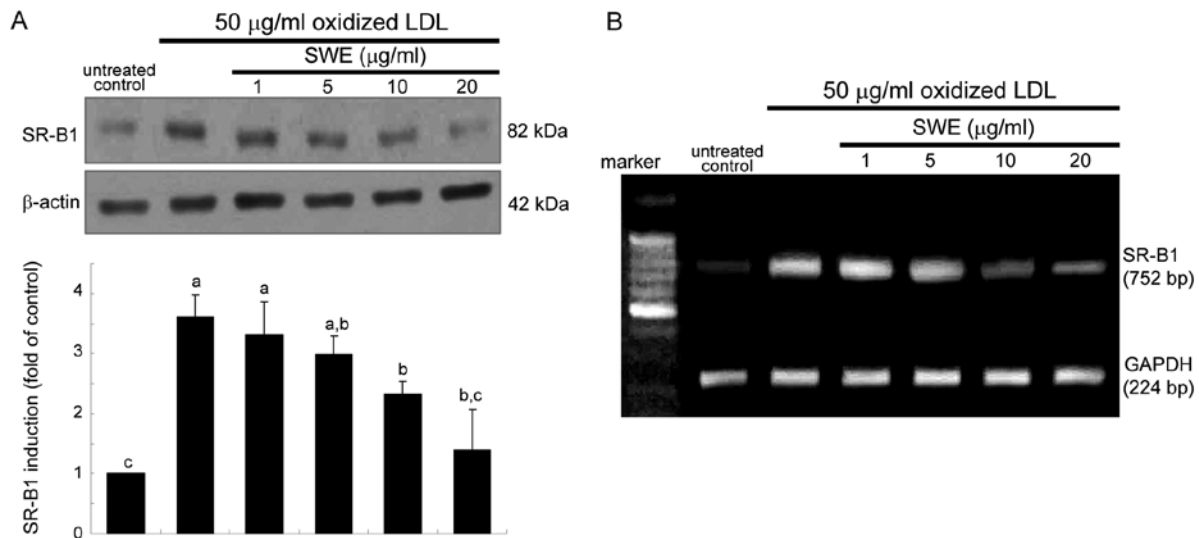 A
50 μg/ml oxidized LDL
SWE (μg/ml)
untreated
control
1 5 10 20
SR-B1
82 kDa
β-actin
42 kDa
SR-B1 induction (fold of control)
4
3
2
1
0
c
a
a
a,b
b
b,c
B
50 μg/ml oxidized LDL
SWE (μg/ml)
marker
untreated
control
1 5 10 20
SR-B1
(752 bp)
GAPDH
(224 bp)